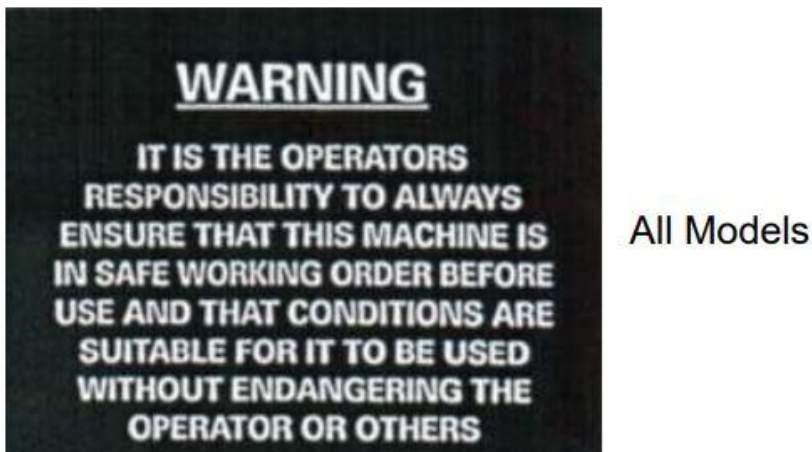 WARNING
IT IS THE OPERATORS
RESPONSIBILITY TO ALWAYS
ENSURE THAT THIS MACHINE IS
IN SAFE WORKING ORDER BEFORE
USE AND THAT CONDITIONS ARE
SUITABLE FOR IT TO BE USED
WITHOUT ENDANGERING THE
OPERATOR OR OTHERS
All Models